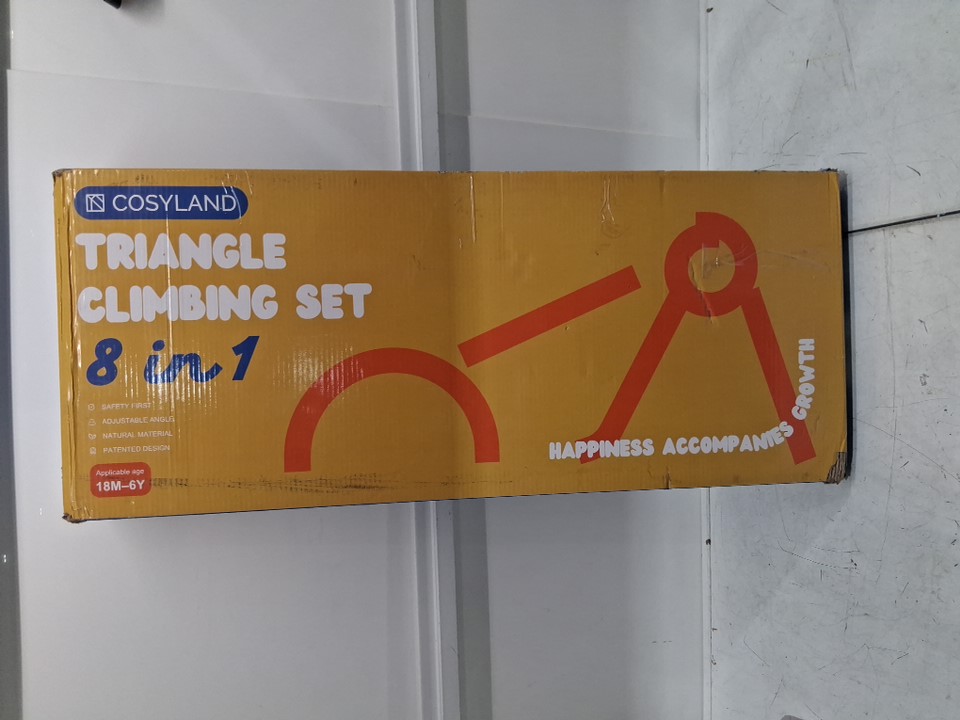 COSYLAND
TRIANGLE
CLIMBING SET
8 in 1
SAFETY FIRST
ADJUSTABLE ANGLE
NATURAL MATERIAL
PATENTED DESIGN
Applicable age
18M–6Y
HAPPINESS ACCOMPANIES GROWTH